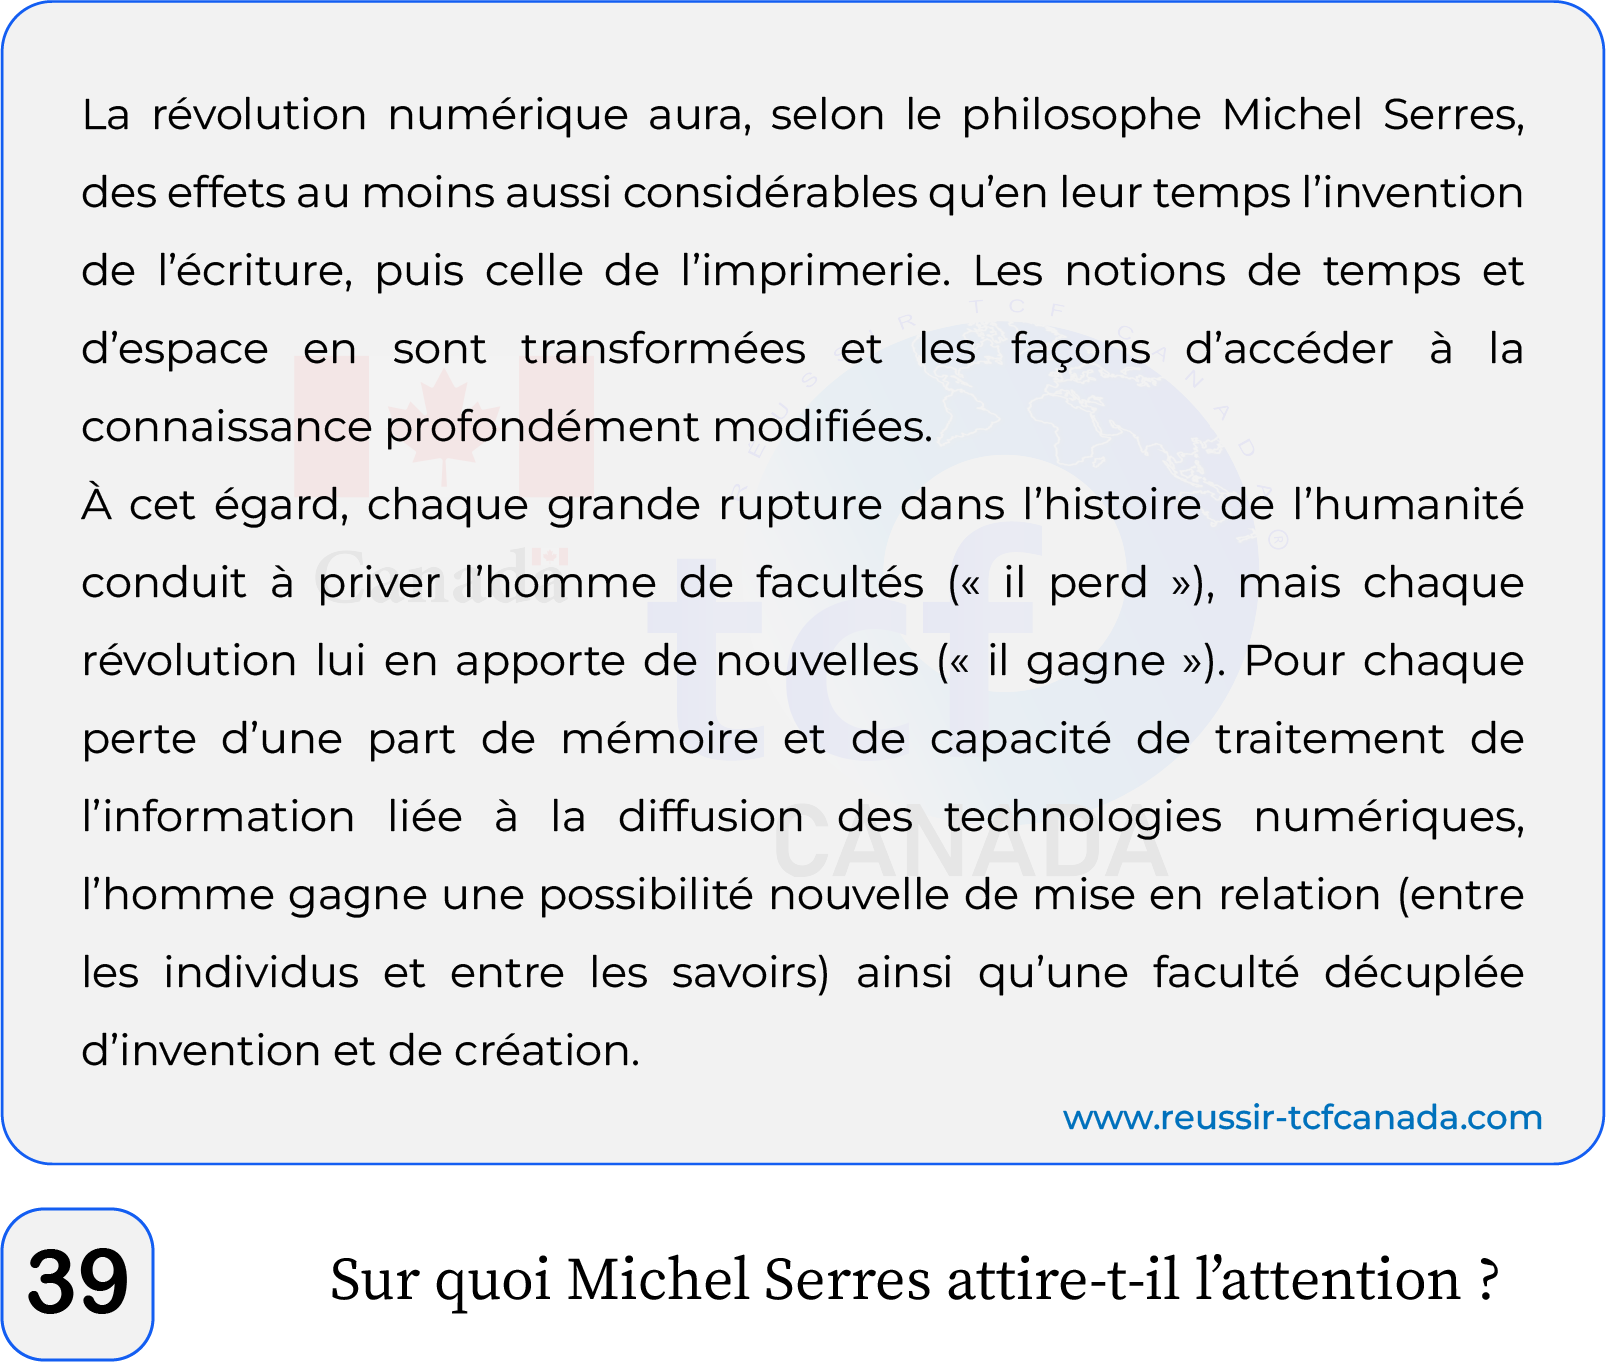 La révolution numérique aura, selon le philosophe Michel Serres,
des effets au moins aussi considérables qu’en leur temps l’invention
de l’écriture, puis celle de l’imprimerie. Les notions de temps et
d’espace en sont transformées et les façons d’accéder à la
connaissance profondément modifiées.
À cet égard, chaque grande rupture dans l’histoire de l’humanité
conduit à priver l’homme de facultés (« il perd »), mais chaque
révolution lui en apporte de nouvelles (« il gagne »). Pour chaque
perte d’une part de mémoire et de capacité de traitement de
l’information liée à la diffusion des technologies numériques,
l’homme gagne une possibilité nouvelle de mise en relation (entre
les individus et entre les savoirs) ainsi qu’une faculté décuplée
d’invention et de création.
REUSSIR TCF CANADA ®
Canada
tcf
CANADA
www.reussir-tcfcanada.com
39
Sur quoi Michel Serres attire-t-il l’attention ?